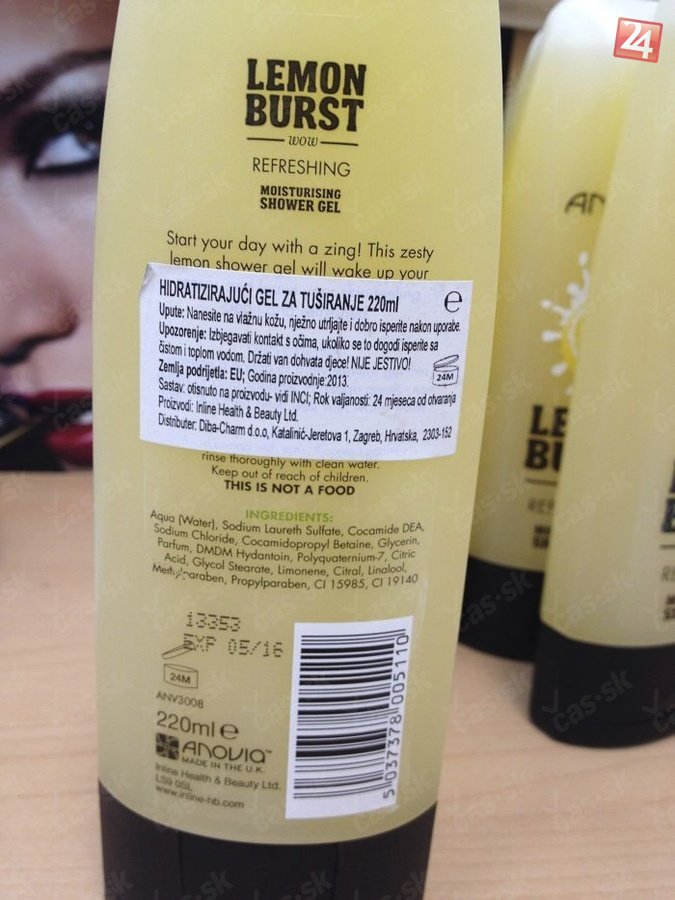 24
LEMON
BURST
wow
REFRESHING
MOISTURISING
SHOWER GEL
Start your day with a zing! This zesty
lemon shower gel will wake up your
HIDRATIZIRAJUĆI GEL ZA TUŠIRANJE 220ml e
Upute: Nanesite na vlažnu kožu, nježno utrljajte i dobro isperite nakon uporabe.
Upozorenje: Izbjegavati kontakt s očima, ukoliko se to dogodi isperite sa
čistom i toplom vodom. Držati van dohvata djece! NIJE JESTIVO!
Zemlja podrijetla: EU; Godina proizvodnje:2013.
24M
Sastav: otisnuto na proizvodu- vidi INCI; Rok valjanosti: 24 mjeseca od otvaranja
Proizvodi: Inline Health & Beauty Ltd.
Distributer: Diba-Charm d.o.o, Katalinič-Jeretova 1, Zagreb, Hrvatska, 2303-152
rinse thoroughly with clean water.
Keep out of reach of children.
THIS IS NOT A FOOD
INGREDIENTS:
Aqua (Water), Sodium Laureth Sulfate, Cocamide DEA,
Sodium Chloride, Cocamidopropyl Betaine, Glycerin,
Parfum, DMDM Hydantoin, Polyquaternium-7, Citric
Acid, Glycol Stearate, Limonene, Citral, Linalool,
Methylparaben, Propylparaben, CI 15985, CI 19140
13353
EXP 05/16
24M
ANV3008
220ml e
ANOVIA™
MADE IN THE U.K.
Inline Health & Beauty Ltd.
LS9 0SL
www.inline-hb.com
5 037378 005110
AN
LE
BU
cas.sk